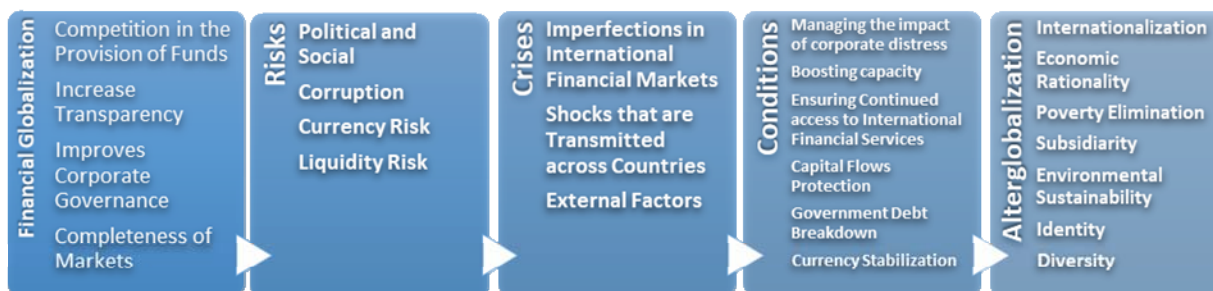 Financial Globalization
Competition in the
Provision of Funds
Increase
Transparency
Improves
Corporate
Governance
Completeness of
Markets
Risks
Political and
Social
Corruption
Currency Risk
Liquidity Risk
Crises
Imperfections in
International
Financial Markets
Shocks that are
Transmitted
across Countries
External Factors
Conditions
Managing the impact
of corporate distress
Boosting capacity
Ensuring Continued
access to International
Financial Services
Capital Flows
Protection
Government Debt
Breakdown
Currency Stabilization
Alterglobalization
Internationalization
Economic
Rationality
Poverty Elimination
Subsidiarity
Environmental
Sustainability
Identity
Diversity